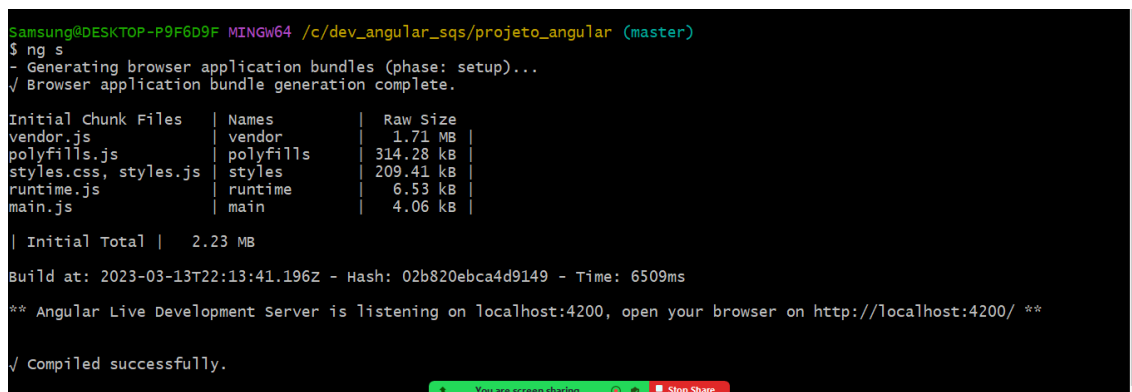 Samsung@DESKTOP-P9F6D9F MINGW64 /c/dev_angular_sqs/projeto_angular (master)
$ ng s
- Generating browser application bundles (phase: setup)...
√ Browser application bundle generation complete.
Initial Chunk Files | Names | Raw Size
vendor.js | vendor | 1.71 MB |
polyfills.js | polyfills | 314.28 kB |
styles.css, styles.js | styles | 209.41 kB |
runtime.js | runtime | 6.53 kB |
main.js | main | 4.06 kB |
| Initial Total | 2.23 MB
Build at: 2023-03-13T22:13:41.196Z - Hash: 02b820ebca4d9149 - Time: 6509ms
** Angular Live Development Server is listening on localhost:4200, open your browser on http://localhost:4200/ **
√ Compiled successfully.
You are screen sharing Stop Share